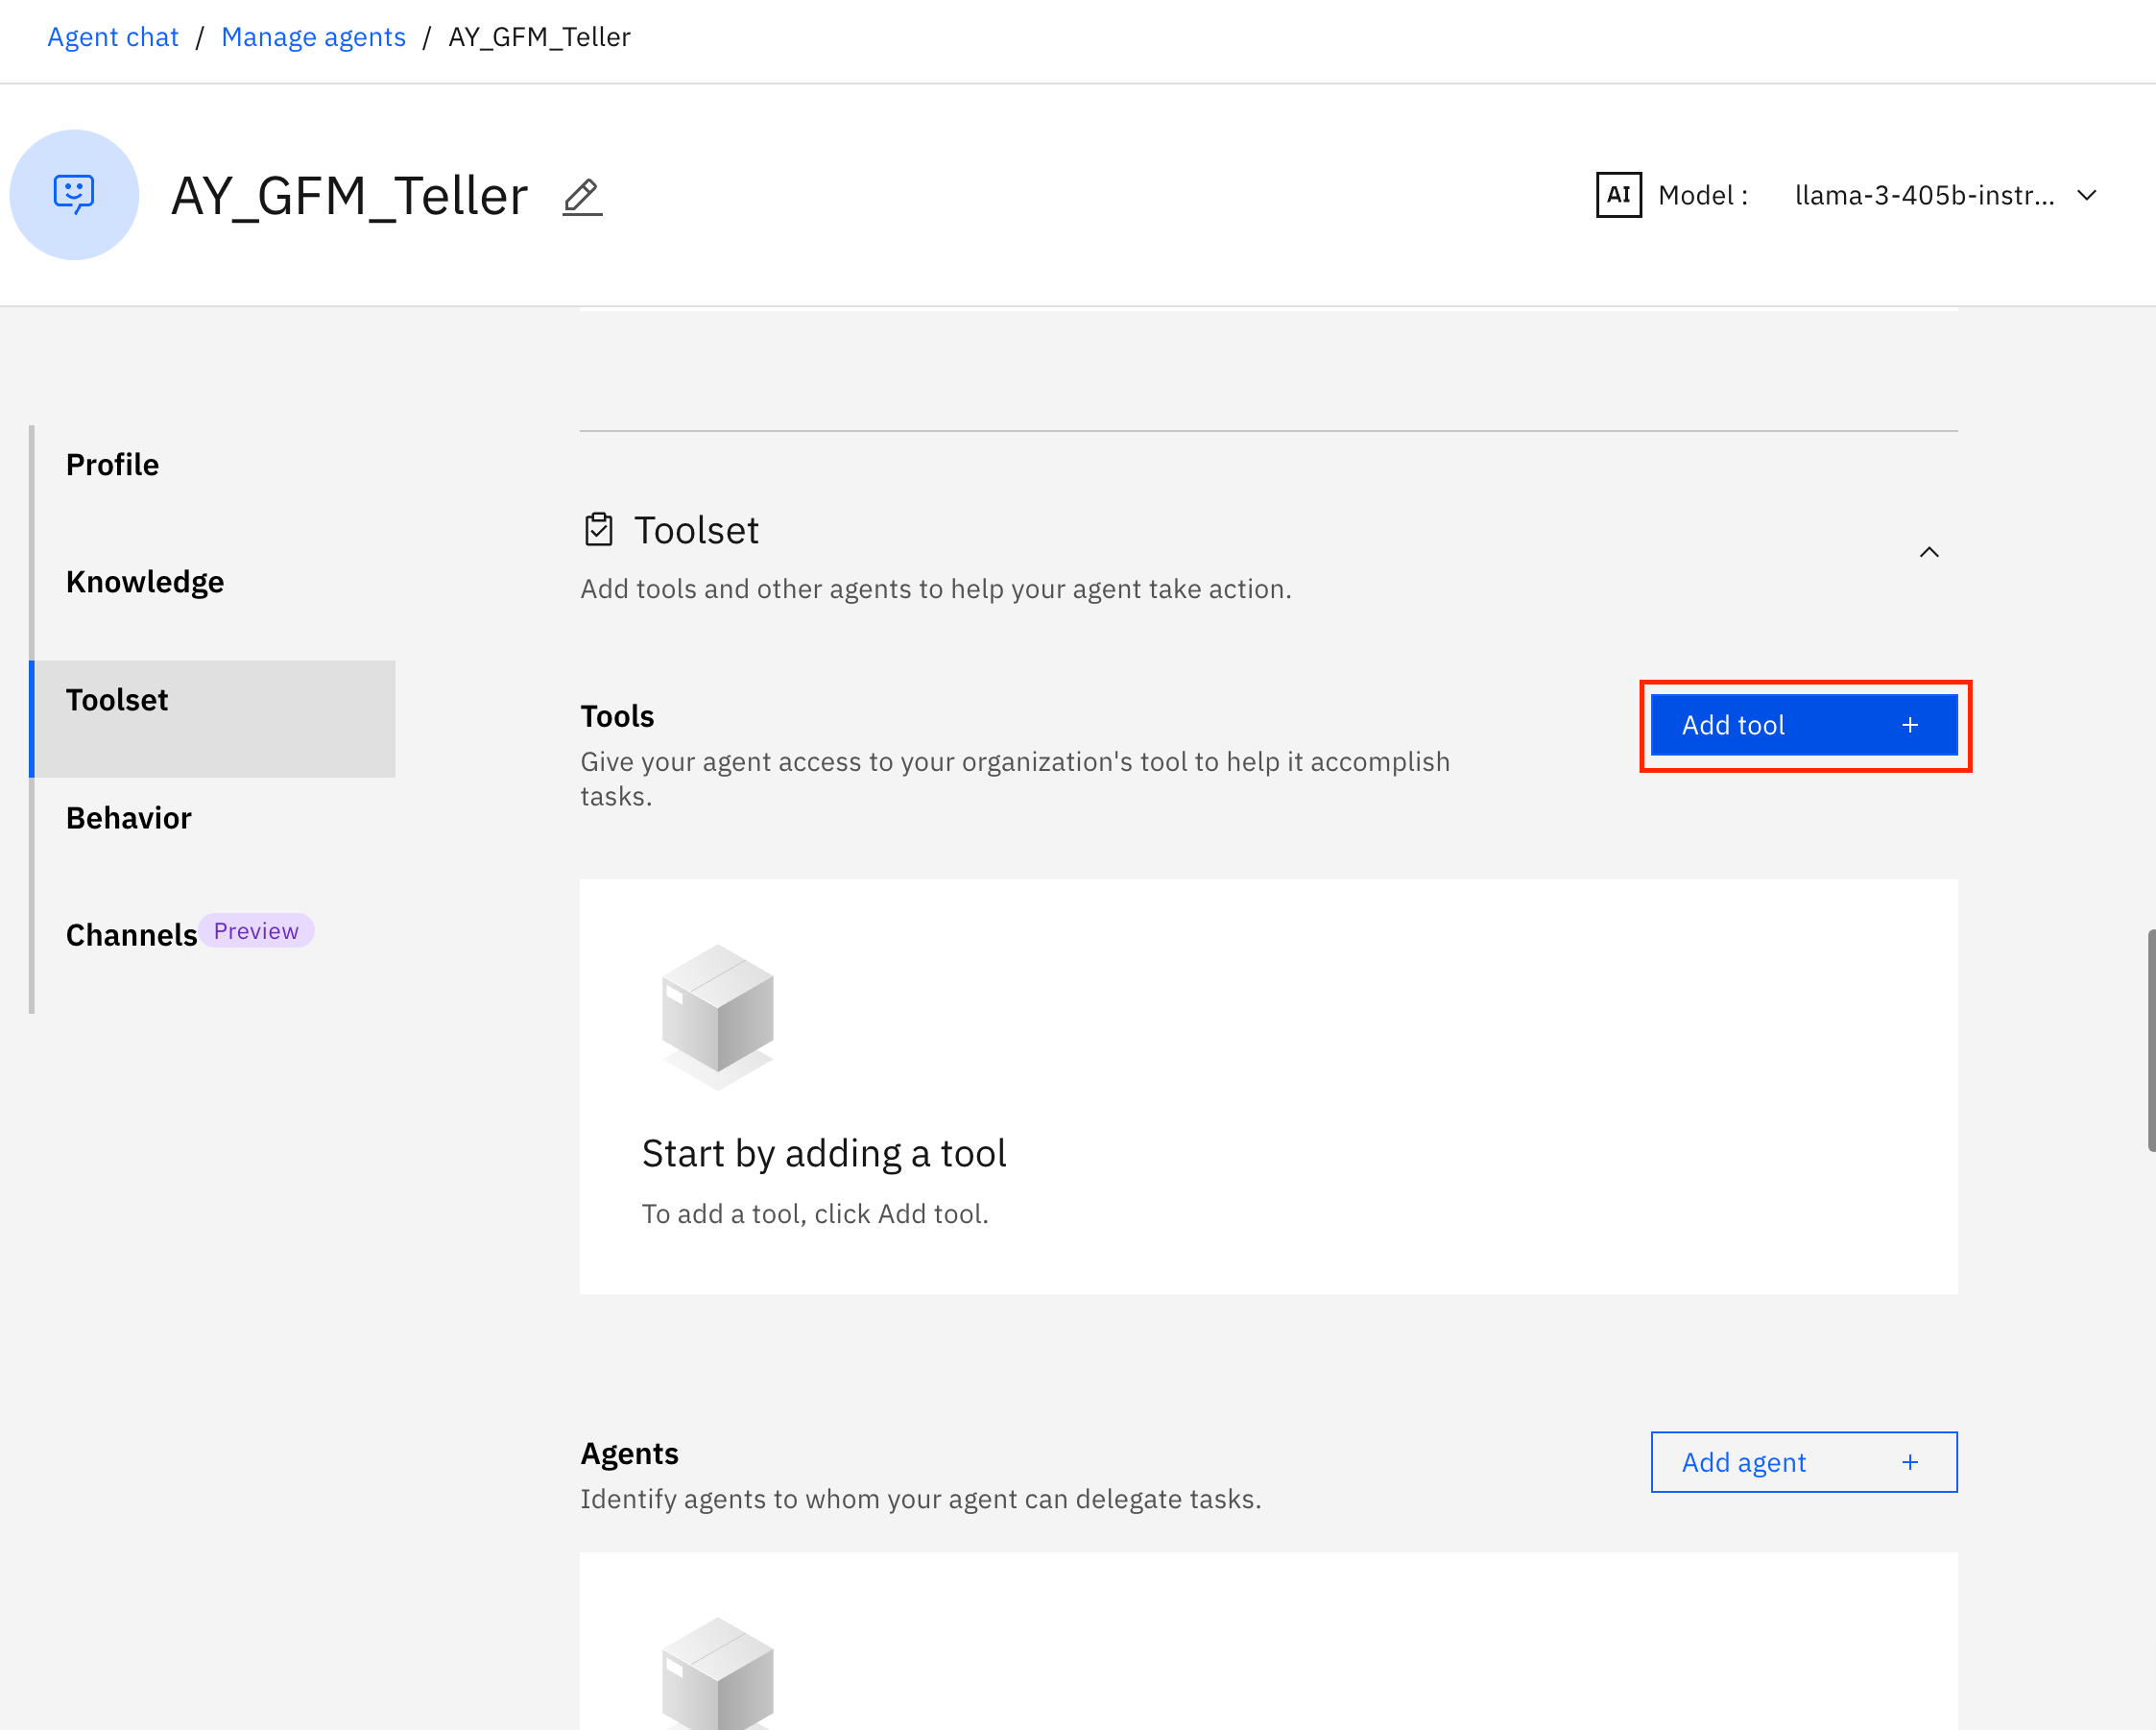 Agent chat / Manage agents / AY_GFM_Teller
AY_GFM_Teller
AI Model : llama-3-405b-instr...
Profile
Knowledge
Toolset
Behavior
Channels Preview
Toolset
Add tools and other agents to help your agent take action.
Tools
Add tool +
Give your agent access to your organization's tool to help it accomplish
tasks.
Start by adding a tool
To add a tool, click Add tool.
Agents
Add agent +
Identify agents to whom your agent can delegate tasks.